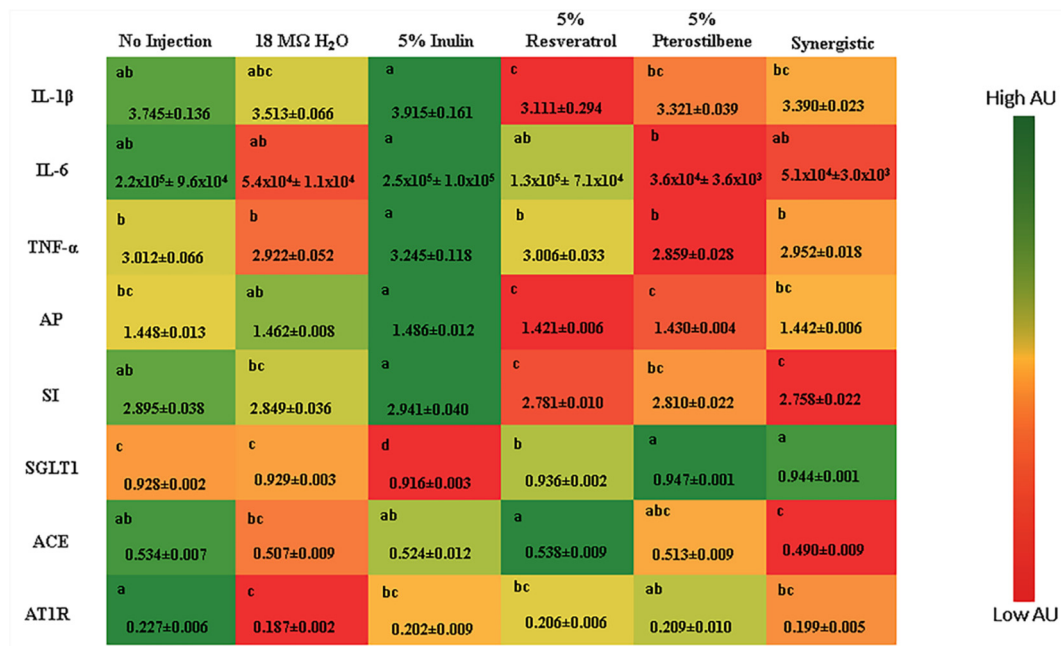 No Injection 18 MΩ H₂O 5% Inulin 5% Resveratrol 5% Pterostilbene Synergistic
IL-1β
ab abc a c bc bc
3.745±0.136 3.513±0.066 3.915±0.161 3.111±0.294 3.321±0.039 3.390±0.023
High AU
IL-6
ab ab a ab b ab
2.2x10⁵± 9.6x10⁴ 5.4x10⁴± 1.1x10⁴ 2.5x10⁵± 1.0x10⁵ 1.3x10⁵± 7.1x10⁴ 3.6x10⁴± 3.6x10³ 5.1x10⁴±3.0x10³
TNF-α
b b a b b b
3.012±0.066 2.922±0.052 3.245±0.118 3.006±0.033 2.859±0.028 2.952±0.018
AP
bc ab a c c bc
1.448±0.013 1.462±0.008 1.486±0.012 1.421±0.006 1.430±0.004 1.442±0.006
SI
ab bc a c bc c
2.895±0.038 2.849±0.036 2.941±0.040 2.781±0.010 2.810±0.022 2.758±0.022
SGLT1
c c d b a a
0.928±0.002 0.929±0.003 0.916±0.003 0.936±0.002 0.947±0.001 0.944±0.001
ACE
ab bc ab a abc c
0.534±0.007 0.507±0.009 0.524±0.012 0.538±0.009 0.513±0.009 0.490±0.009
AT1R
a c bc bc ab bc
0.227±0.006 0.187±0.002 0.202±0.009 0.206±0.006 0.209±0.010 0.199±0.005
Low AU